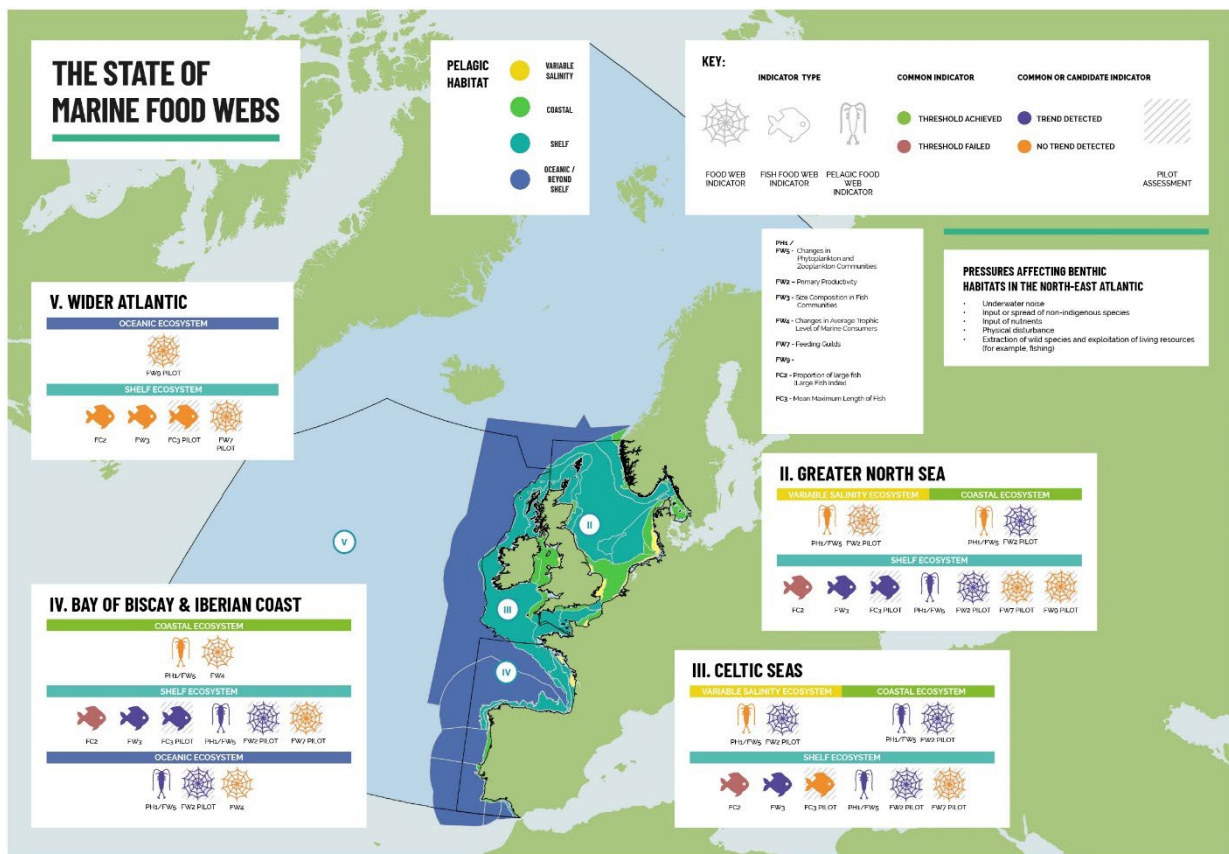 THE STATE OF
MARINE FOOD WEBS
PELAGIC
HABITAT
VARIABLE
SALINITY
COASTAL
SHELF
OCEANIC /
BEYOND
SHELF
KEY:
INDICATOR TYPE
COMMON INDICATOR
COMMON OR CANDIDATE INDICATOR
THRESHOLD ACHIEVED
TREND DETECTED
THRESHOLD FAILED
NO TREND DETECTED
FOOD WEB
INDICATOR
FISH FOOD WEB
INDICATOR
PELAGIC FOOD
WEB
INDICATOR
PILOT
ASSESSMENT
PH1 /
FW5 - Changes in
Phytoplankton and
Zooplankton Communities
FW2 – Primary Productivity
FW3 - Size Composition in Fish
Communities
FW4 - Changes in Average Trophic
Level of Marine Consumers
FW7 - Feeding Guilds
FW9 -
FC2 - Proportion of large fish
(Large Fish Index)
FC3 - Mean Maximum Length of Fish
PRESSURES AFFECTING BENTHIC
HABITATS IN THE NORTH-EAST ATLANTIC
• Underwater noise
• Input or spread of non-indigenous species
• Input of nutrients
• Physical disturbance
• Extraction of wild species and exploitation of living resources
(for example, fishing)
V. WIDER ATLANTIC
OCEANIC ECOSYSTEM
FW9 PILOT
SHELF ECOSYSTEM
FC2 FW3 FC3 PILOT FW7
PILOT
II. GREATER NORTH SEA
VARIABLE SALINITY ECOSYSTEM COASTAL ECOSYSTEM
PH1/FW5 FW2 PILOT PH1/FW5 FW2 PILOT
SHELF ECOSYSTEM
FC2 FW3 FC3 PILOT PH1/FW5 FW2 PILOT FW7 PILOT FW9 PILOT
II
V
III
IV
IV. BAY OF BISCAY & IBERIAN COAST
COASTAL ECOSYSTEM
PH1/FW5 FW4
SHELF ECOSYSTEM
FC2 FW3 FC3 PILOT PH1/FW5 FW2 PILOT FW7 PILOT
OCEANIC ECOSYSTEM
PH1/FW5 FW2 PILOT FW4
III. CELTIC SEAS
VARIABLE SALINITY ECOSYSTEM COASTAL ECOSYSTEM
PH1/FW5 FW2 PILOT PH1/FW5 FW2 PILOT
SHELF ECOSYSTEM
FC2 FW3 FC3 PILOT PH1/FW5 FW2 PILOT FW7 PILOT